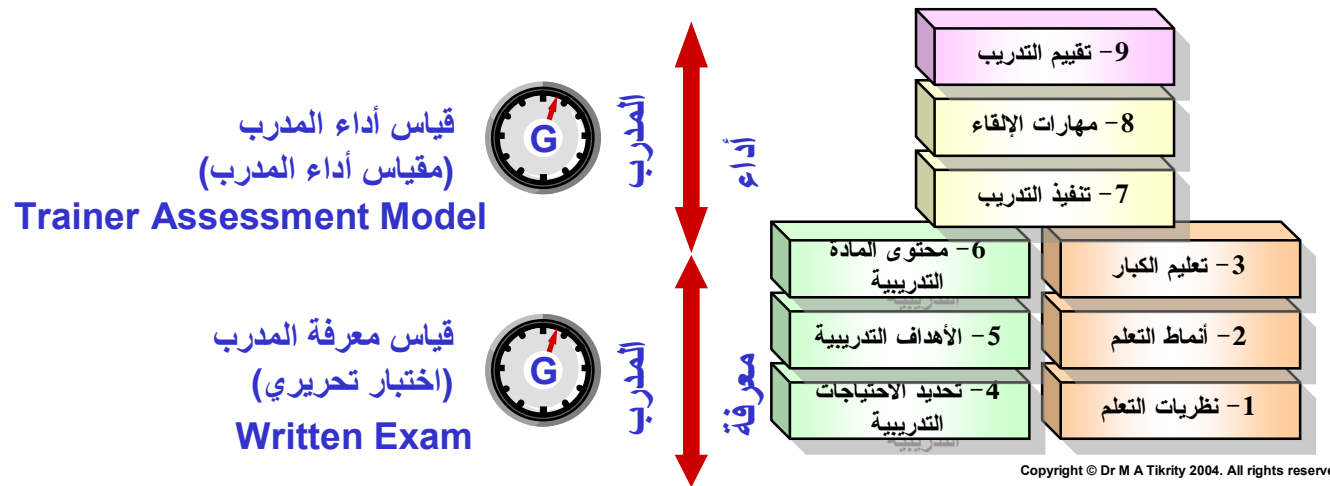 قياس أداء المدرب
(مقياس أداء المدرب)
Trainer Assessment Model
G
أداء
المدرب
9- تقييم التدريب
8- مهارات الإلقاء
7- تنفيذ التدريب
3- تعليم الكبار
2- أنماط التعلم
1- نظريات التعلم
6- محتوى المادة
التدريبية
5- الأهداف التدريبية
4- تحديد الاحتياجات
التدريبية
قياس معرفة المدرب
(اختبار تحريري)
Written Exam
G
معرفة
المدرب
Copyright © Dr M A Tikrity 2004. All rights reserve